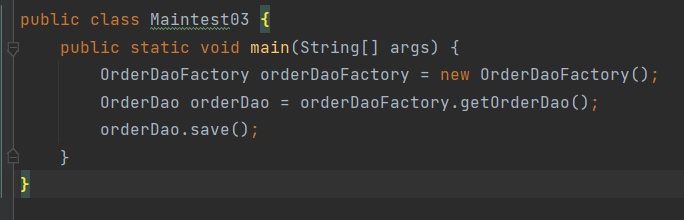 public class Maintest03 {
    public static void main(String[] args) {
        OrderDaoFactory orderDaoFactory = new OrderDaoFactory();
        OrderDao orderDao = orderDaoFactory.getOrderDao();
        orderDao.save();
    }
}